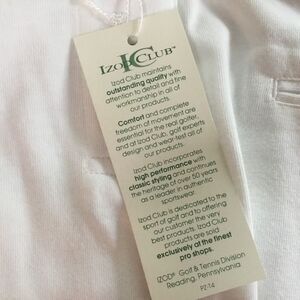 IZOD CLUB™
IC
Izod Club maintains
outstanding quality with
attention to detail and fine
workmanship in all of
our products.
Comfort and complete
freedom of movement are
essential for the real golfer,
and at Izod Club, golf experts
design and wear-test all of
our products.
Izod Club incorporates
high performance with
classic styling and continues
the heritage of over 50 years
as a leader in authentic
sportswear.
Izod Club is dedicated to the
sport of golf and to offering
our customer the very
best products. Izod Club
products are sold
exclusively at the finest
pro shops.
IZOD® Golf & Tennis Division
Reading, Pennsylvania
PZ-14